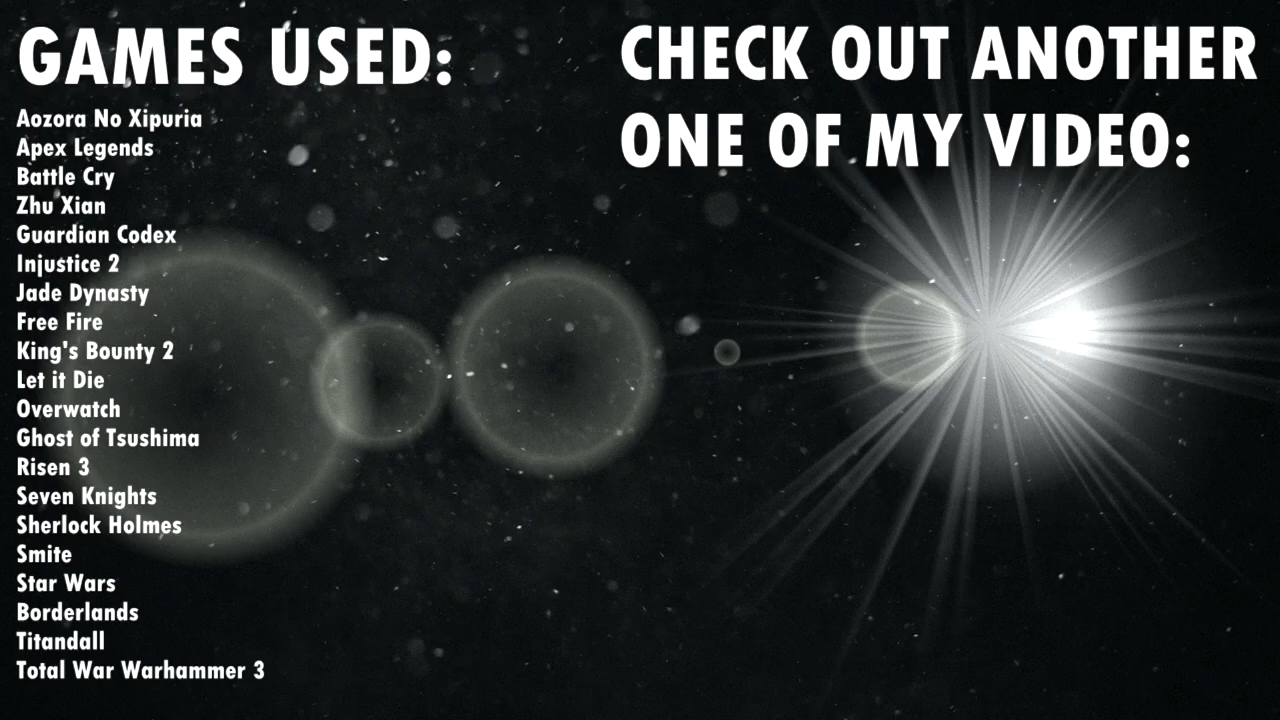 GAMES USED:
Aozora No Xipuria
Apex Legends
Battle Cry
Zhu Xian
Guardian Codex
Injustice 2
Jade Dynasty
Free Fire
King's Bounty 2
Let it Die
Overwatch
Ghost of Tsushima
Risen 3
Seven Knights
Sherlock Holmes
Smite
Star Wars
Borderlands
Titandall
Total War Warhammer 3
CHECK OUT ANOTHER
ONE OF MY VIDEO: